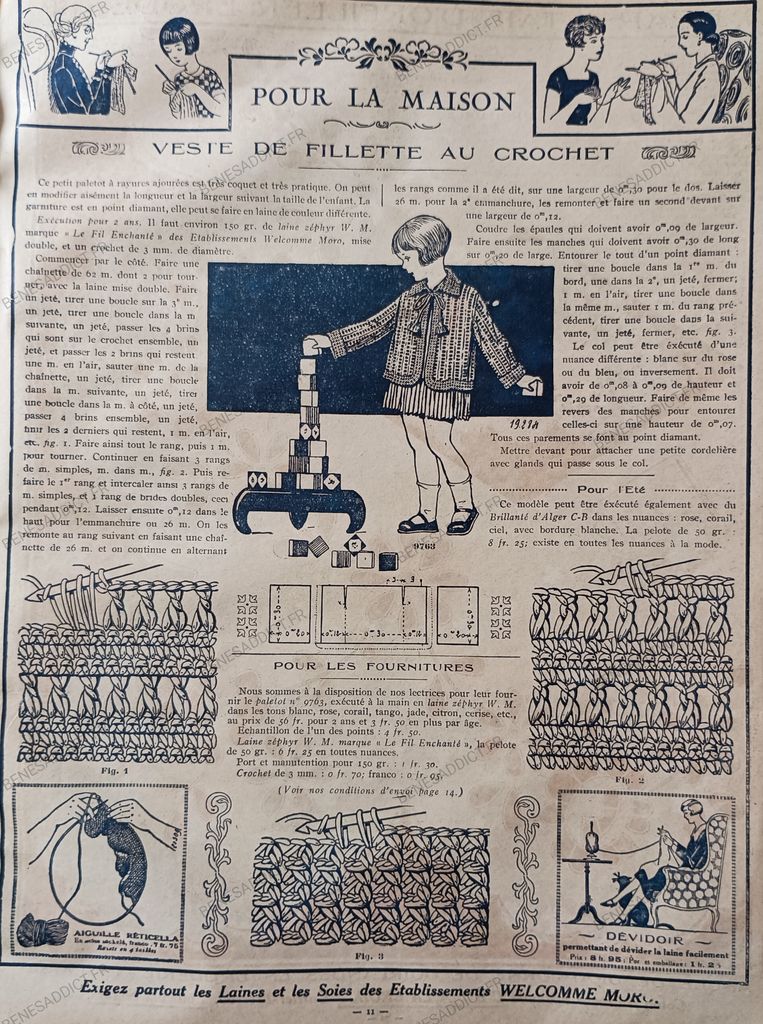 POUR LA MAISON
VESTE DE FILLETTE AU CROCHET
Ce petit paletot à rayures ajourées est très coquet et très pratique. On peut
en modifier aisément la longueur et la largeur suivant la taille de l'enfant. La
garniture est en point diamant, elle peut se faire en laine de couleur différente.
Exécution pour 2 ans. Il faut environ 150 gr. de laine zéphyr W. M.
marque « Le Fil Enchanté » des Etablissements Welcomme Moro, mise
double, et un crochet de 3 mm. de diamètre.
Commencer par le côté. Faire une
chaînette de 62 m. dont 2 pour tour-
ner, avec la laine mise double. Faire
un jeté, tirer une boucle dans la 3e m.,
un jeté, tirer une boucle dans la m
suivante, un jeté, passer les 4 brins
qui sont sur le crochet ensemble, un
jeté, et passer les 2 brins qui restent
une m. en l'air, sauter une m. de la
chaînette, un jeté, tirer une boucle
dans la m. suivante, un jeté, tirer
une boucle dans la m. à côté, un jeté,
passer 4 brins ensemble, un jeté,
finir les 2 derniers qui restent, 1 m. en l'air,
etc. fig. 1. Faire ainsi tout le rang, puis 1 m.
pour tourner. Continuer en faisant 3 rangs
de m. simples, m. dans m., fig. 2. Puis re-
faire le 1er rang et intercaler ainsi 3 rangs de
m. simples, et 1 rang de brides doubles, ceci
pendant 0m,12. Laisser ensuite 0m,12 dans le
haut pour l'emmanchure ou 26 m. On les
remonte au rang suivant en faisant une chaî-
nette de 26 m. et on continue en alternant
les rangs comme il a été dit, sur une largeur de 0m,30 pour le dos. Laisser
26 m. pour la 2e emmanchure, les remonter et faire un second devant sur
une largeur de 0m,12.
Coudre les épaules qui doivent avoir 0m,09 de largeur.
Faire ensuite les manches qui doivent avoir 0m,30 de long
sur 0m,20 de large. Entourer le tout d'un point diamant :
tirer une boucle dans la 1re m. du
bord, une dans la 2e, un jeté, fermer;
1 m. en l'air, tirer une boucle dans
la même m., sauter 1 m. du rang pré-
cédent, tirer une boucle dans la sui-
vante, un jeté, fermer, etc. fig. 3.
Le col peut être éxécuté d'une
nuance différente : blanc sur du rose
ou du bleu, ou inversement. Il doit
avoir de 0m,08 à 0m,09 de hauteur et
0m,29 de longueur. Faire de même les
revers des manches pour entourer
celles-ci sur une hauteur de 0m,07.
Tous ces parements se font au point diamant.
Mettre devant pour attacher une petite cordelière
avec glands qui passe sous le col.
9763
Pour l'Eté
Ce modèle peut être éxécuté également avec du
Brillanté d'Alger C-B dans les nuances : rose, corail,
ciel, avec bordure blanche. La pelote de 50 gr. :
8 fr. 25; existe en toutes les nuances à la mode.
POUR LES FOURNITURES
Nous sommes à la disposition de nos lectrices pour leur four-
nir le paletot n° 9763, exécuté à la main en laine zéphyr W. M.
dans les tons blanc, rose, corail, tango, jade, citron, cerise, etc.,
au prix de 56 fr. pour 2 ans et 3 fr. 50 en plus par âge.
Echantillon de l'un des points : 4 fr. 50.
Laine zéphyr W. M. marque « Le Fil Enchanté », la pelote
de 50 gr. : 6 fr. 25 en toutes nuances.
Port et manutention pour 150 gr. : 1 fr. 30.
Crochet de 3 mm. : 0 fr. 70; franco : 0 fr. 95.
(Voir nos conditions d'envoi page 14.)
Fig. 1
Fig. 2
Fig. 3
AIGUILLE RÉTICELLA
DÉVIDOIR
permettant de dévider la laine facilement
Exigez partout les Laines et les Soies des Etablissements WELCOMME MORO.
— 11 —
BENESADDICT.FR